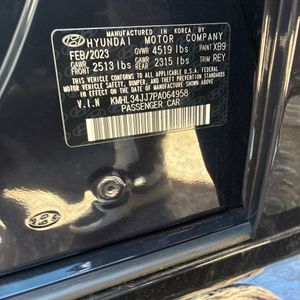 MANUFACTURED IN KOREA
HYUNDAI MOTOR COMPANY
FEB/2023 GVWR 4519 lbs PAINT XB9
GAWR FRONT 2513 lbs GAWR REAR 2315 lbs TRIM REY
THIS VEHICLE CONFORMS TO ALL APPLICABLE U.S.A. FEDERAL
MOTOR VEHICLE SAFETY, BUMPER, AND THEFT PREVENTION
STANDARDS IN EFFECT ON THE DATE OF MANUFACTURE SHOWN ABOVE.
V.I.N KMHL34JJ7PA064958
PASSENGER CAR